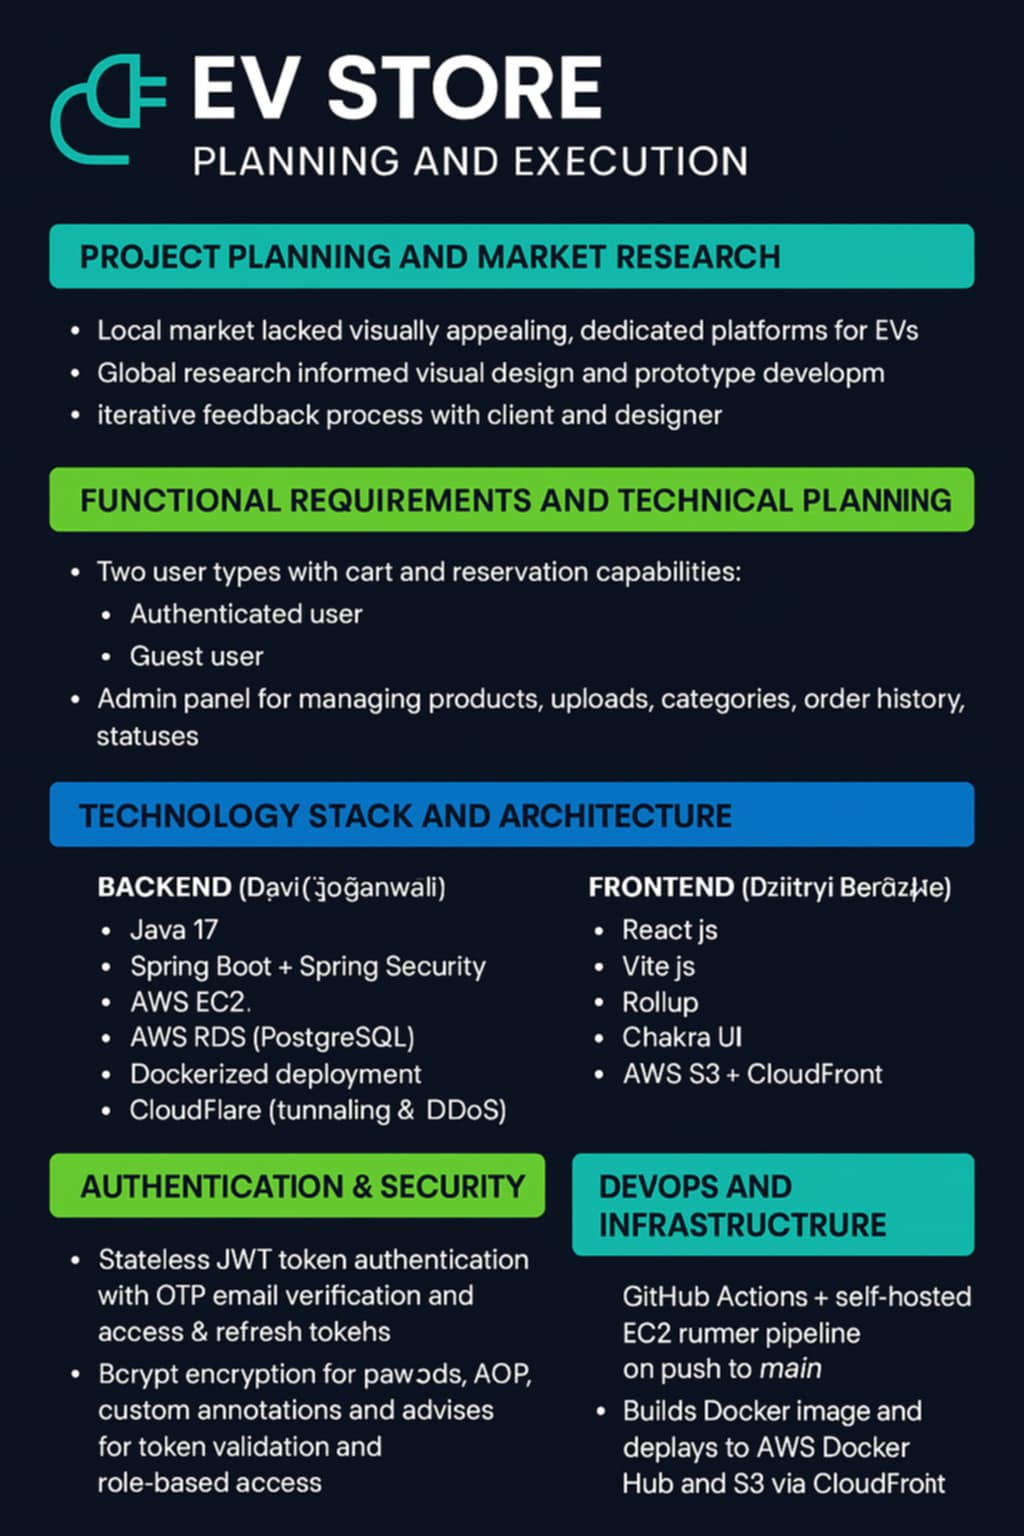 EV STORE
PLANNING AND EXECUTION
PROJECT PLANNING AND MARKET RESEARCH
• Local market lacked visually appealing, dedicated platforms for EVs
• Global research informed visual design and prototype developm
• iterative feedback process with client and designer
FUNCTIONAL REQUIREMENTS AND TECHNICAL PLANNING
• Two user types with cart and reservation capabilities:
• Authenticated user
• Guest user
• Admin panel for managing products, uploads, categories, order history,
statuses
TECHNOLOGY STACK AND ARCHITECTURE
BACKEND
• Java 17
• Spring Boot + Spring Security
• AWS EC2.
• AWS RDS (PostgreSQL)
• Dockerized deployment
• CloudFlare (tunnaling & DDoS)
FRONTEND (Dziitryi
• React js
• Vite js
• Rollup
• Chakra UI
• AWS S3 + CloudFront
AUTHENTICATION & SECURITY
• Stateless JWT token authentication
with OTP email verification and
access & refresh tokehs
• Bcrypt encryption for AOP,
custom annotations and advises
for token validation and
role-based access
DEVOPS AND
INFRASTRUCTRURE
GitHub Actions + self-hosted
EC2 rumer pipeline
on push to main
• Builds Docker image and
deplays to AWS Docker
Hub and S3 via CloudFront